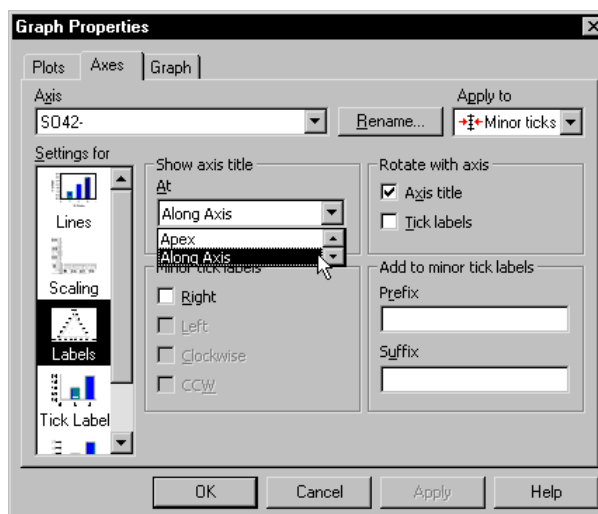 Graph Properties
Plots
Axes
Graph
Axis
SO42-
Rename...
Apply to
Minor ticks
Settings for
Lines
Scaling
Labels
Tick Label
Show axis title
At
Along Axis
Apex
Along Axis
Rotate with axis
Axis title
Tick labels
Minor tick labels
Right
Left
Clockwise
CCW
Add to minor tick labels
Prefix
Suffix
OK
Cancel
Apply
Help